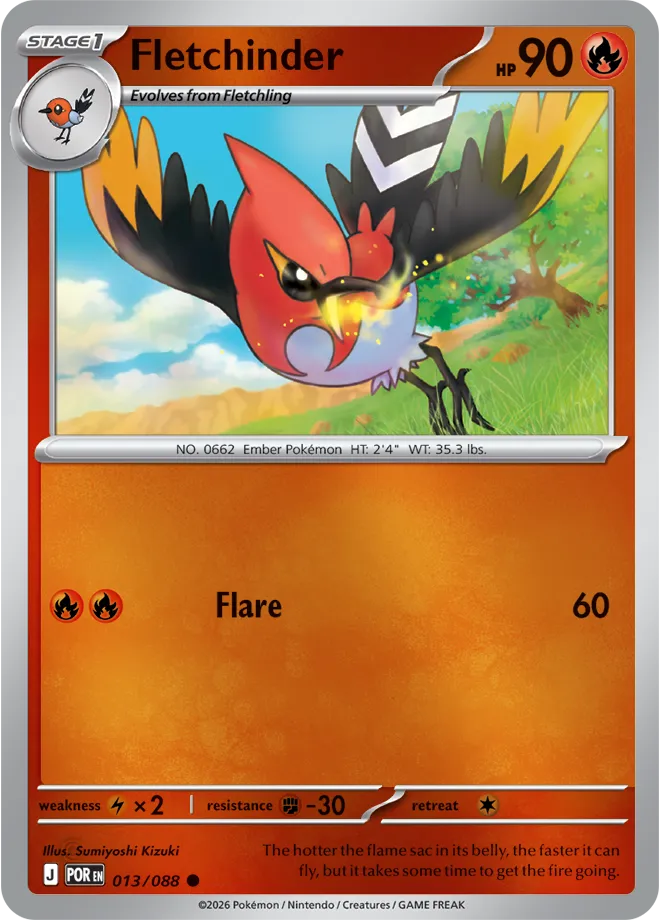 STAGE1
Fletchinder
HP 90
Evolves from Fletchling
NO. 0662 Ember Pokémon HT: 2'4" WT: 35.3 lbs.
Flare 60
weakness ×2 resistance -30 retreat
Illus. Sumiyoshi Kizuki
The hotter the flame sac in its belly, the faster it can
fly, but it takes some time to get the fire going.
J POR EN 013/088
©2026 Pokémon / Nintendo / Creatures / GAME FREAK